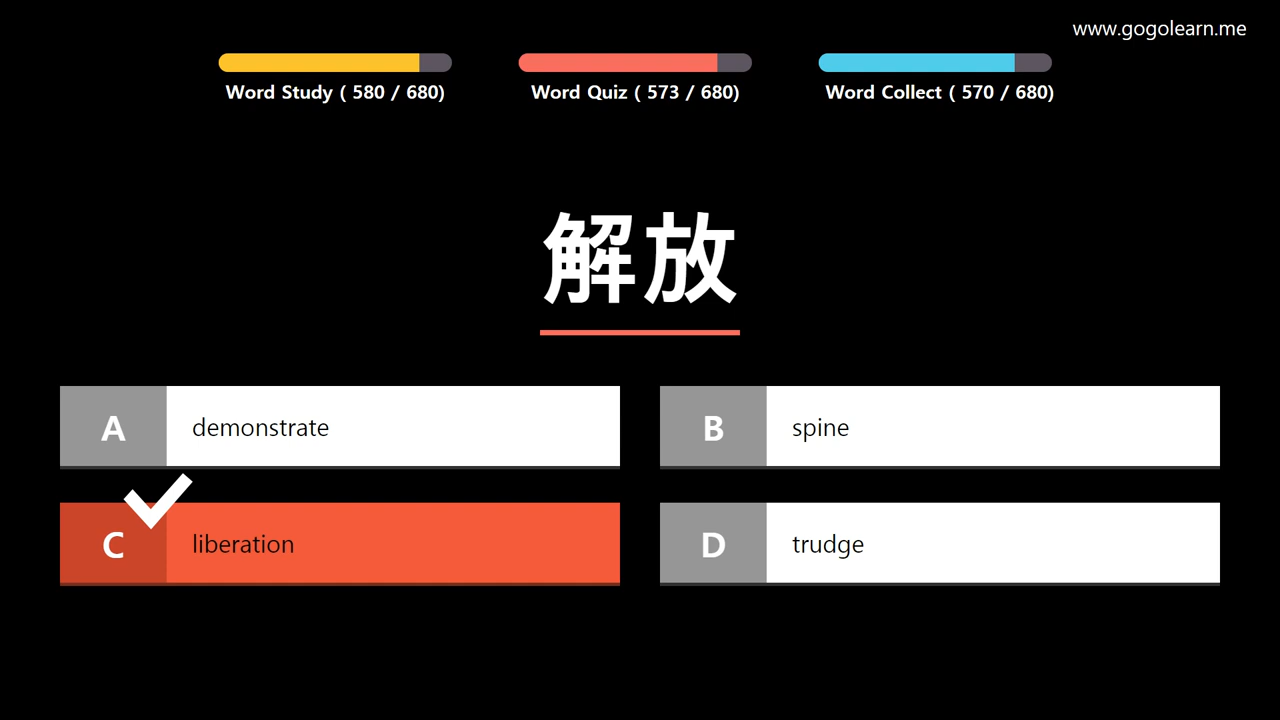 www.gogolearn.me
Word Study ( 580 / 680)
Word Quiz ( 573 / 680)
Word Collect ( 570 / 680)
解放
A demonstrate
B spine
C liberation
D trudge